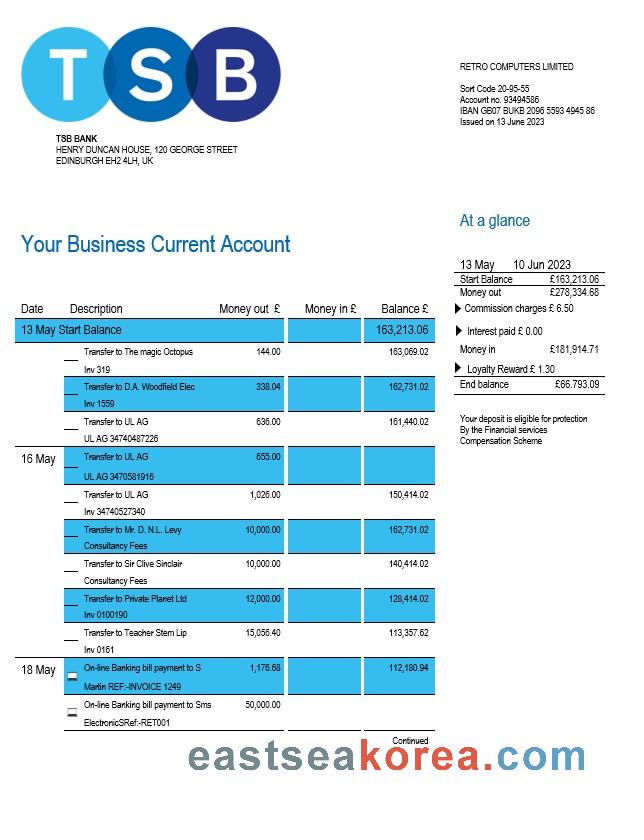 TSB
TSB BANK
HENRY DUNCAN HOUSE, 120 GEORGE STREET
EDINBURGH EH2 4LH, UK
RETRO COMPUTERS LIMITED
Sort Code 20-95-55
Account no. 93494586
IBAN GB07 BUKB 2096 5593 4945 86
Issued on 13 June 2023
At a glance
13 May 10 Jun 2023
Start Balance £163,213.06
Money out £278,334.68
Commission charges £ 6.50
Interest paid £ 0.00
Money in £181,914.71
Loyalty Reward £ 1.30
End balance £66.793.09
Your deposit is eligible for protection
By the Financial services
Compensation Scheme
Your Business Current Account
Date Description Money out £ Money in £ Balance £
13 May Start Balance 163,213.06
Transfer to The magic Octopus 144.00 163,069.02
Inv 319
Transfer to D.A. Woodfield Elec 338.04 162,731.02
Inv 1559
Transfer to UL AG 636.00 161,440.02
UL AG 34740487226
16 May Transfer to UL AG 655.00
UL AG 3470581916
Transfer to UL AG 1,026.00 150,414.02
Inv 34740527340
Transfer to Mr. D. N.L. Levy 10,000.00 162,731.02
Consultancy Fees
Transfer to Sir Clive Sinclair 10,000.00 140,414.02
Consultancy Fees
Transfer to Private Planet Ltd 12,000.00 128,414.02
Inv 0100190
Transfer to Teacher Stem Lip 15,056.40 113,357.62
Inv 0161
18 May On-line Banking bill payment to S 1,176.68 112,180.94
Martin REF:-INVOICE 1249
On-line Banking bill payment to Sms 50,000.00
ElectronicSRef:-RET001
Continued
eastseakorea.com